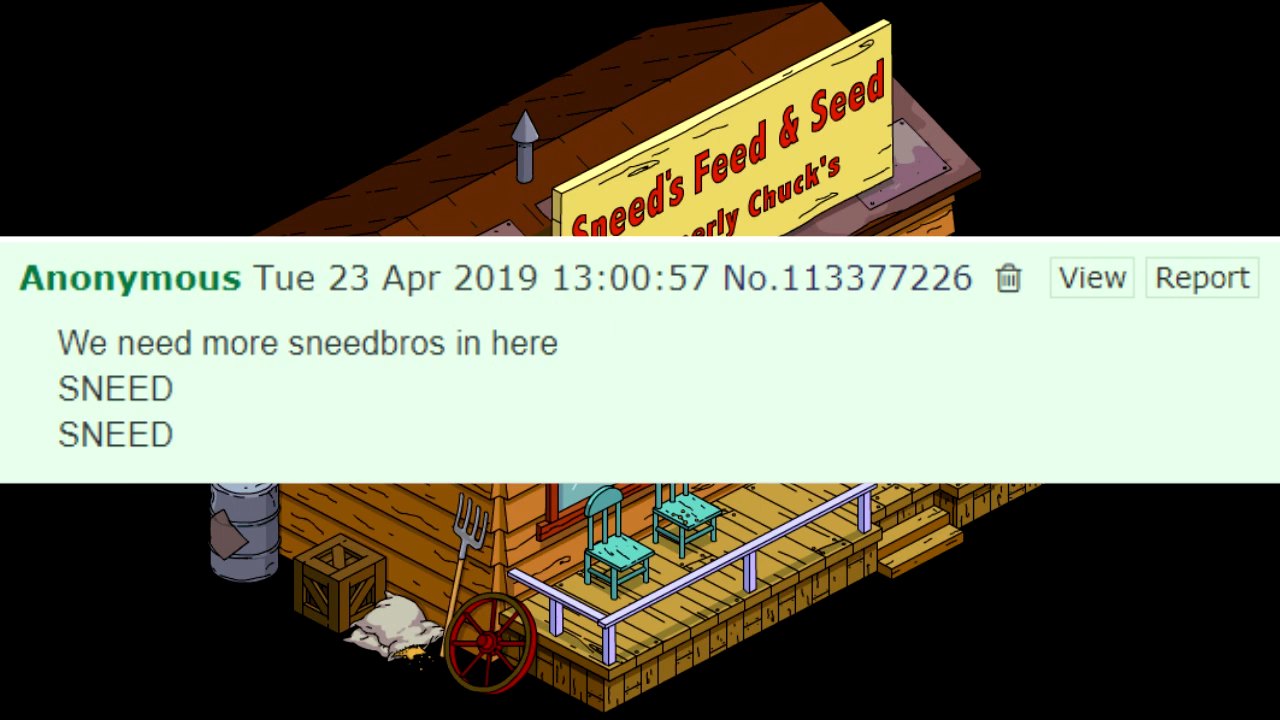 Sneed's Feed & Seed
Chuck's
Anonymous Tue 23 Apr 2019 13:00:57 No.113377226 View Report
We need more sneedbros in here
SNEED
SNEED